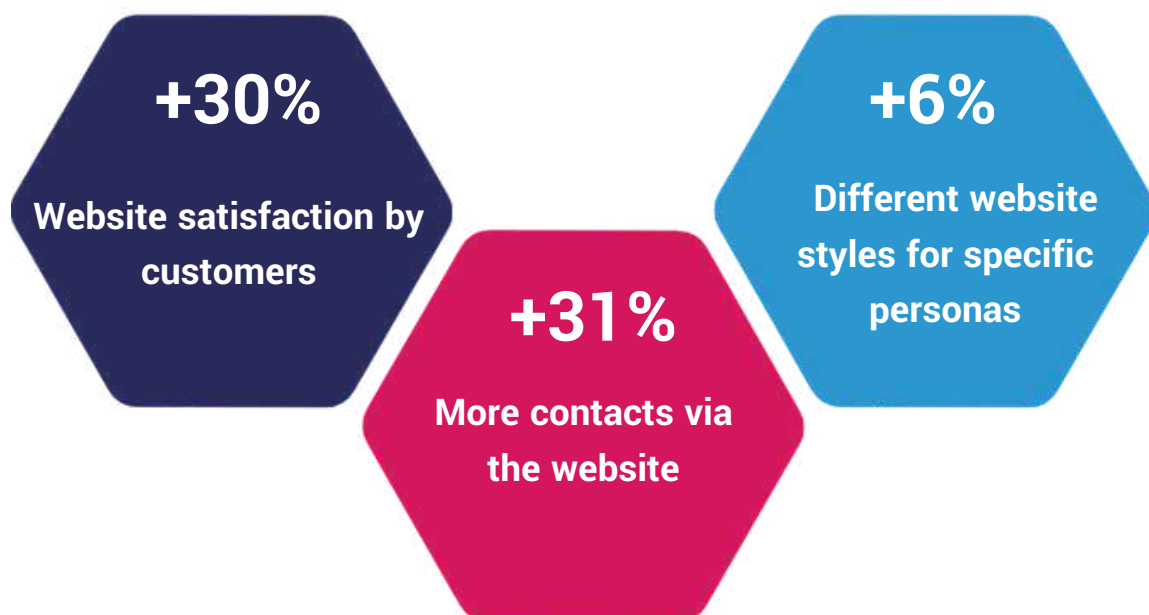 +30%
Website satisfaction by
customers
+31%
More contacts via
the website
+6%
Different website
styles for specific
personas